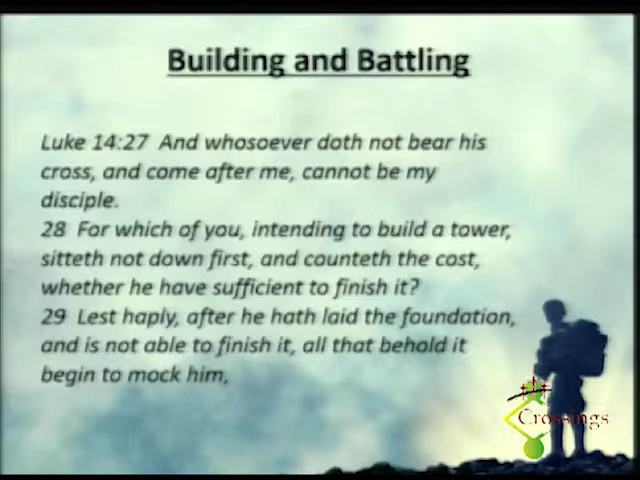 Building and Battling
Luke 14:27 And whosoever doth not bear his
cross, and come after me, cannot be my
disciple.
28 For which of you, intending to build a tower,
sitteth not down first, and counteth the cost,
whether he have sufficient to finish it?
29 Lest haply, after he hath laid the foundation,
and is not able to finish it, all that behold it
begin to mock him,
Crossings